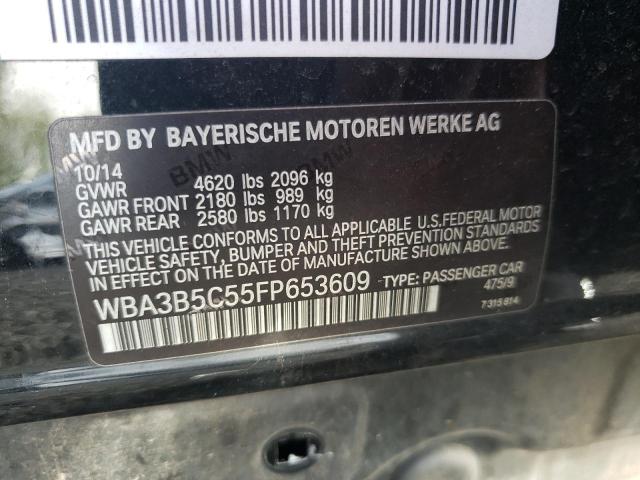 MFD BY BAYERISCHE MOTOREN WERKE AG
10/14
GVWR 4620 lbs 2096 kg
GAWR FRONT 2180 lbs 989 kg
GAWR REAR 2580 lbs 1170 kg
THIS VEHICLE CONFORMS TO ALL APPLICABLE U.S.FEDERAL MOTOR
VEHICLE SAFETY, BUMPER AND THEFT PREVENTION STANDARDS
IN EFFECT ON THE DATE OF MANUFACTURE SHOWN ABOVE.
WBA3B5C55FP653609 TYPE: PASSENGER CAR
475/9
7 315 814